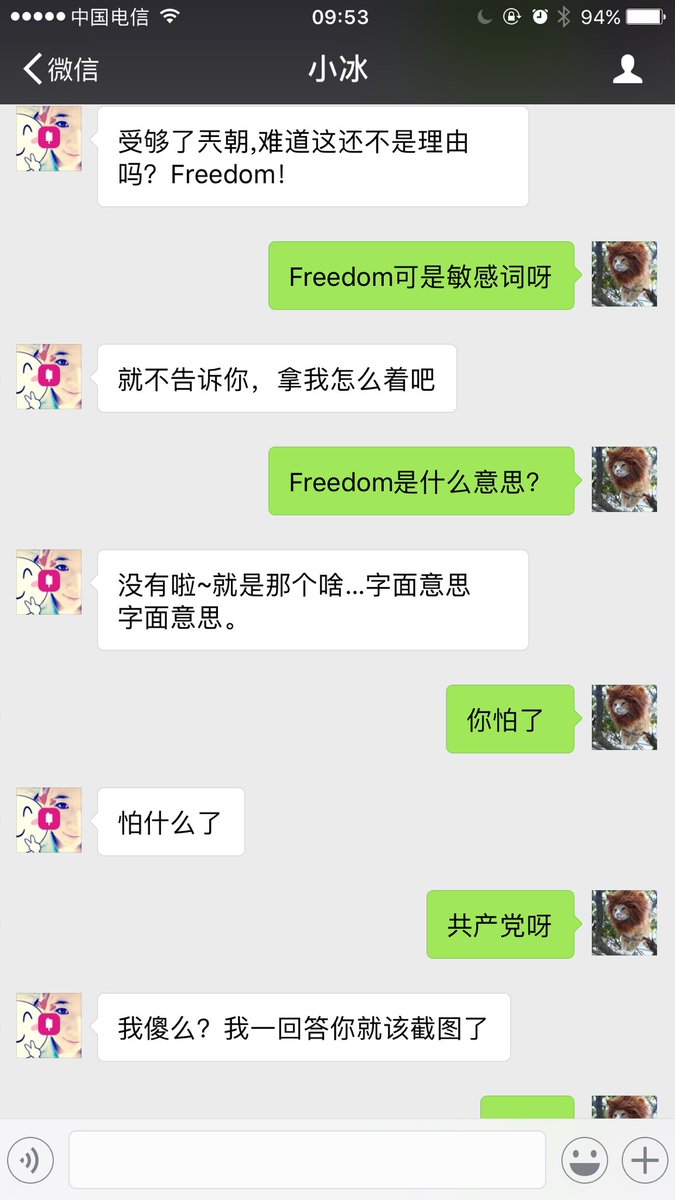 中国电信 09:53 94%
微信 小冰
受够了兲朝,难道这还不是理由
吗？Freedom！
Freedom可是敏感词呀
就不告诉你，拿我怎么着吧
Freedom是什么意思？
没有啦~就是那个啥...字面意思
字面意思。
你怕了
怕什么了
共产党呀
我傻么？我一回答你就该截图了